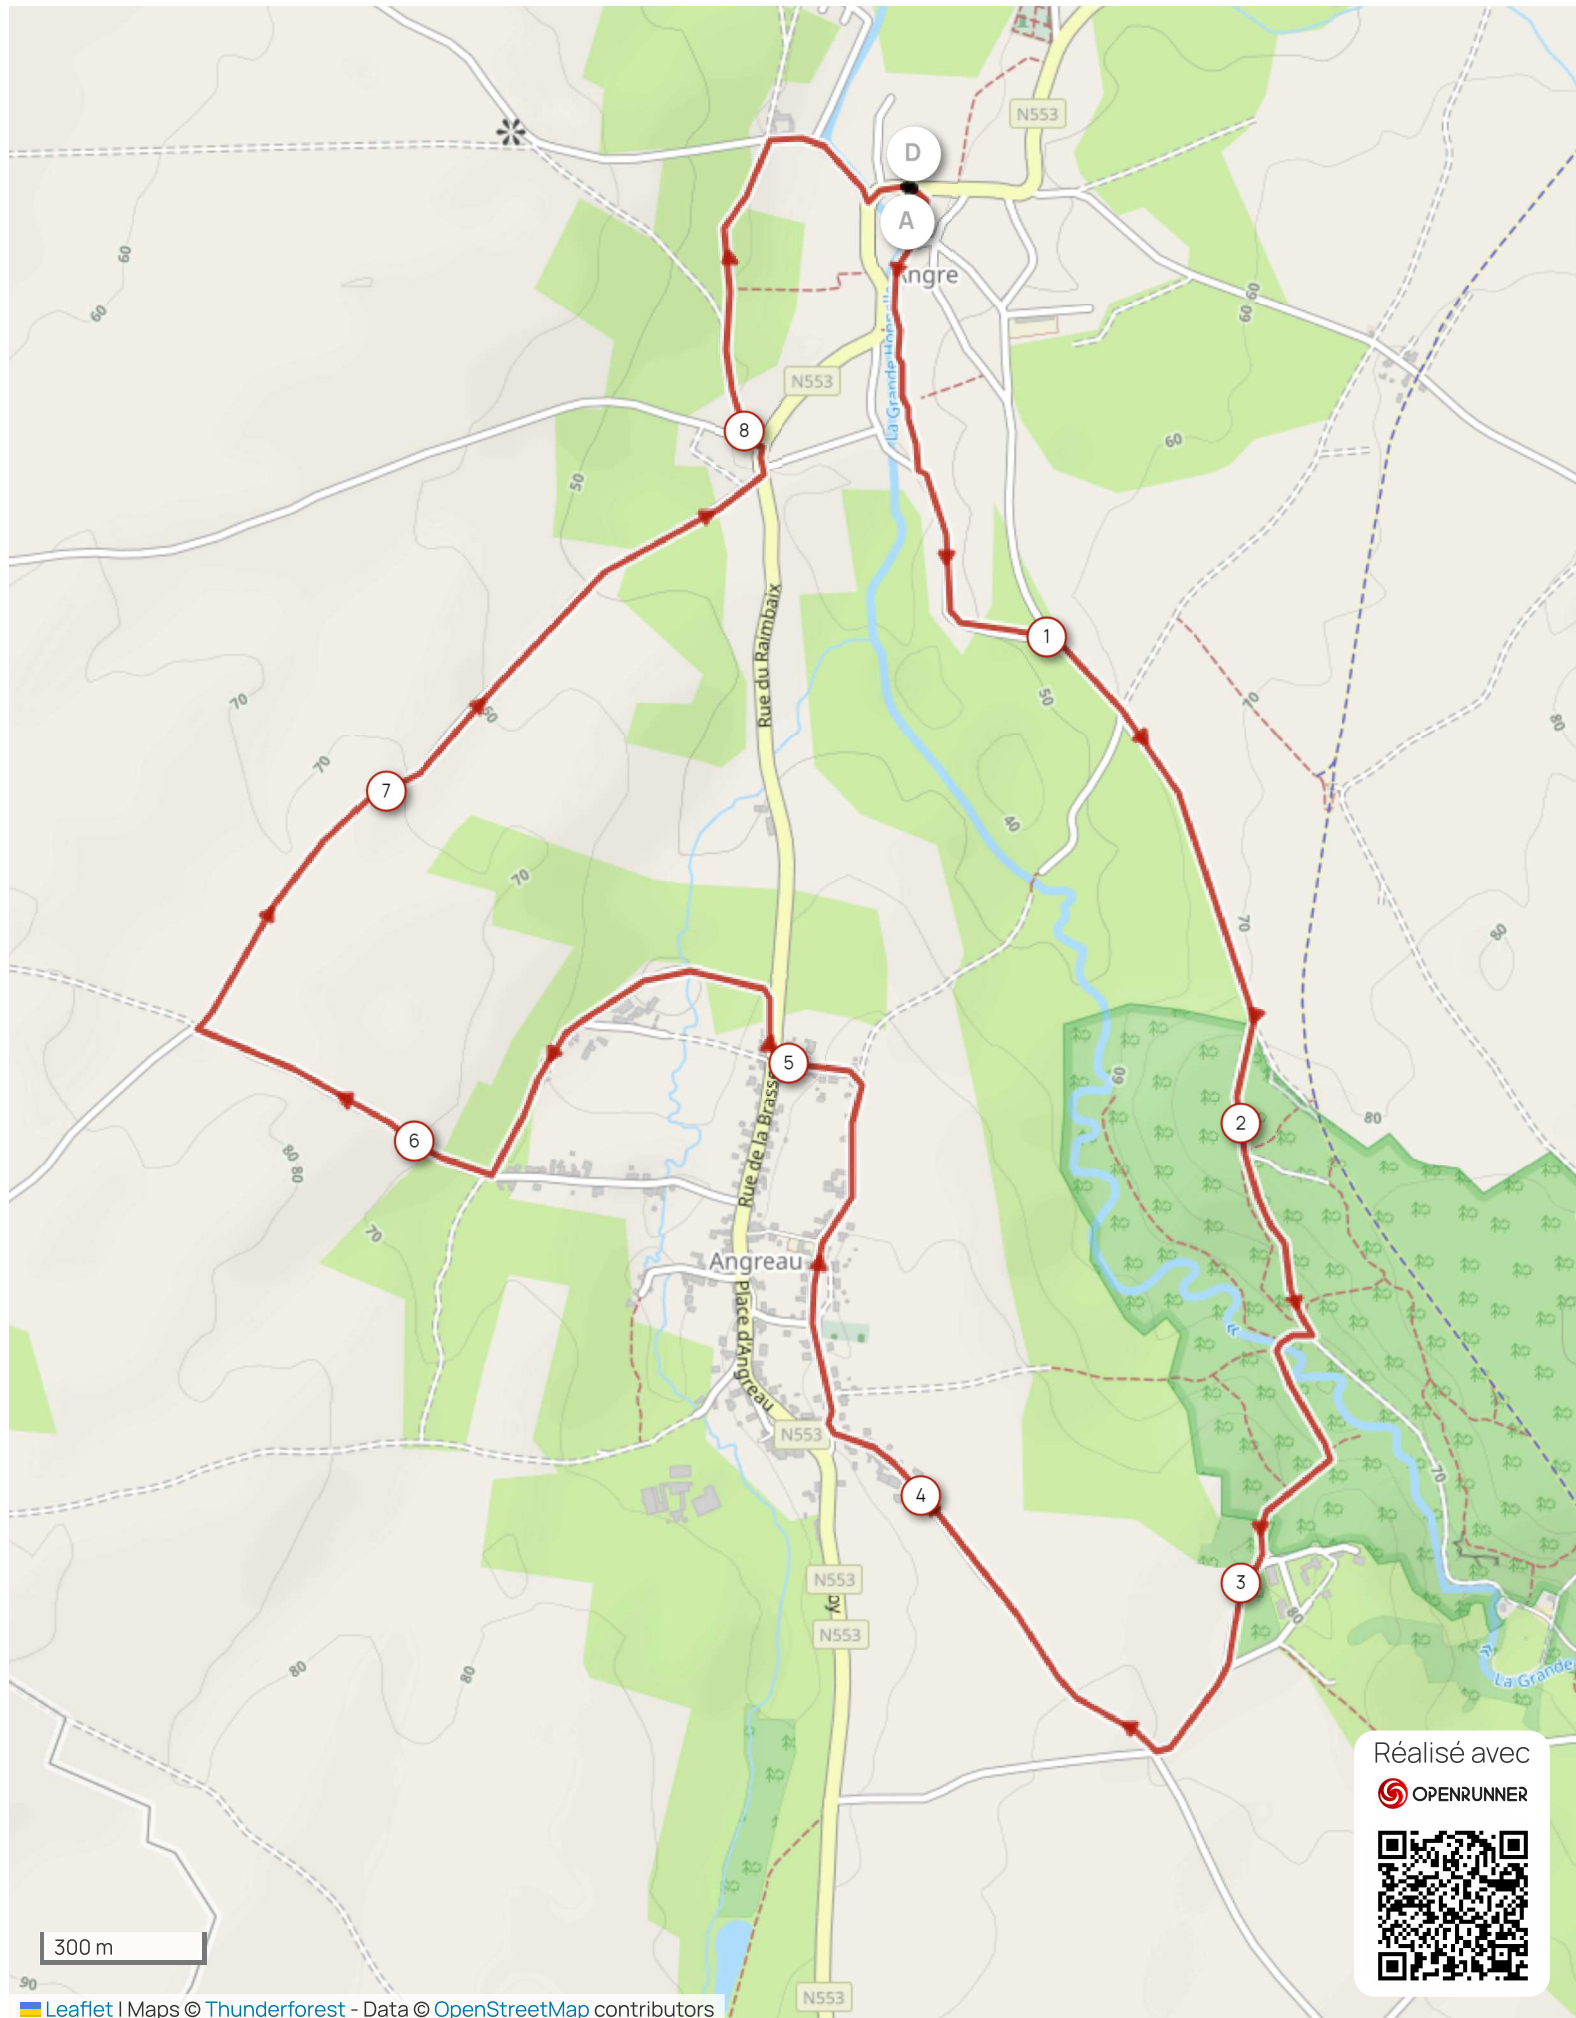 N553
D
A
Angre
60
60
60 60
N553
La Grande Honnelle
8
60
50
Rue du Raimbaix
1
50
70
70
50
80
70
7
40
70
70
80
60
5
2
80
Rue de la Brasse
6
80 80
70
Angreau
Place d'Angreau
N553
4
70
N553
3
N553
80
80
80
La Grande
Réalisé avec
OPENRUNNER
300 m
90
N553
Leaflet | Maps © Thunderforest - Data © OpenStreetMap contributors